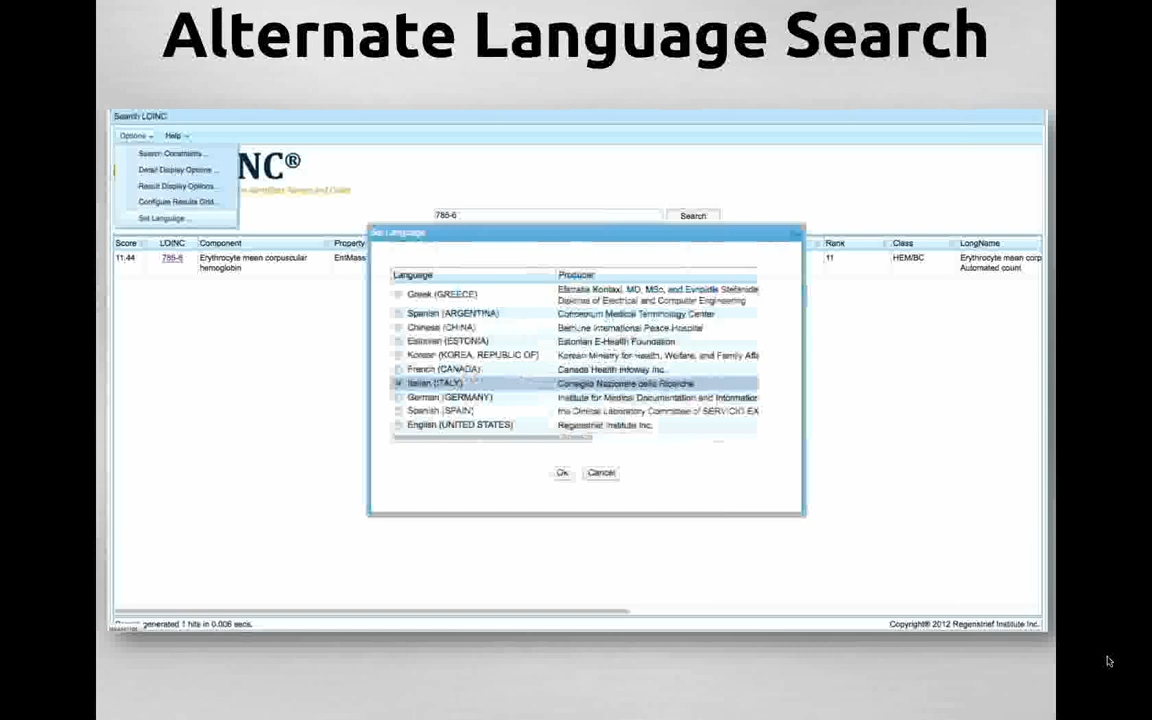 Alternate Language Search
Search LOINC
Options Help
Search Constraints...
Detail Display Options...
Result Display Options...
Configure Results Grid...
Set Language...
NC®
785-6 Search
Set Language
Score LOINC Component Property Rank Class LongName
11.44 785-6 Erythrocyte mean corpuscular EntMass 11 HEM/BC Erythrocyte mean corp
hemoglobin Automated count
Language Producer
Greek (GREECE) Kontaxi, MD, MSc, and Evripidis
Diploma of Electrical and Computer Engineering
Spanish (ARGENTINA) Conceptum Medical Terminology Center
Chinese (CHINA) Bethune International Peace Hospital
Estonian (ESTONIA) Estonian E-Health Foundation
Korean (KOREA, REPUBLIC OF) Korean Ministry for Health, Welfare, and Family Aff
French (CANADA) Canada Health Infoway Inc.
Italian (ITALY) Consiglio Nazionale delle Ricerche
German (GERMANY) Institute for Medical Documentation and Information
Spanish (SPAIN) the Clinical Laboratory Committee of SERVICIO EX
English (UNITED STATES) Regenstrief Institute Inc.
Ok Cancel
generated 1 hits in 0.006 secs. Copyright® 2012 Regenstrief Institute Inc.